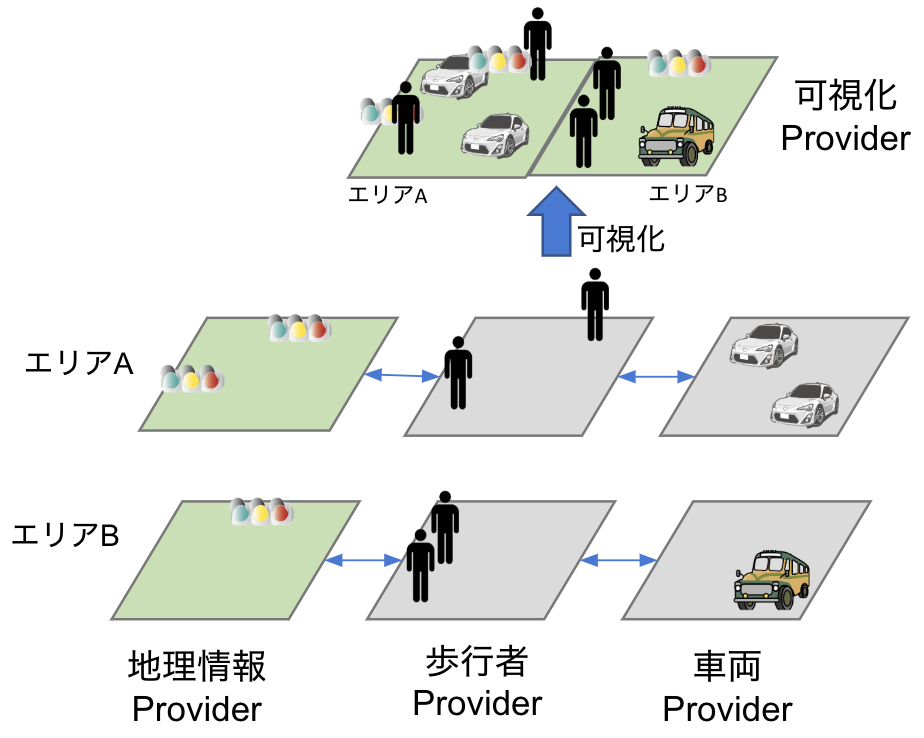 可視化
Provider
エリアA
エリアB
可視化
エリアA
エリアB
地理情報
Provider
歩行者
Provider
車両
Provider